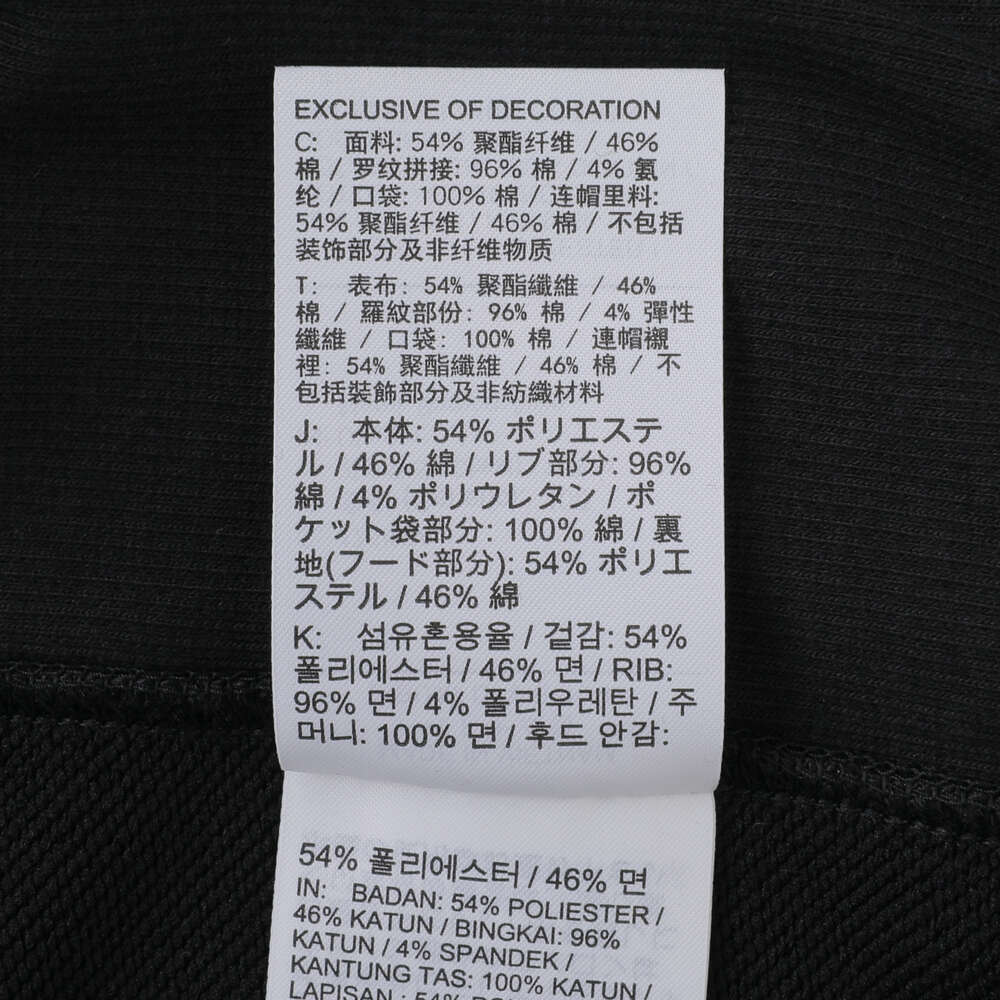 EXCLUSIVE OF DECORATION
C: 面料: 54% 聚酯纤维 / 46%
棉 / 罗纹拼接: 96% 棉 / 4% 氨
纶 / 口袋: 100% 棉 / 连帽里料:
54% 聚酯纤维 / 46% 棉 / 不包括
装饰部分及非纤维物质
T: 表布: 54% 聚酯纖維 / 46%
棉 / 羅紋部份: 96% 棉 / 4% 彈性
纖維 / 口袋: 100% 棉 / 連帽襯
裡: 54% 聚酯纖維 / 46% 棉 / 不
包括裝飾部分及非紡織材料
J: 本体: 54% ポリエステ
ル / 46% 綿 / リブ部分: 96%
綿 / 4% ポリウレタン / ポ
ケット袋部分: 100% 綿 / 裏
地(フード部分): 54% ポリエ
ステル / 46% 綿
K: 섬유혼용율 / 겉감: 54%
폴리에스터 / 46% 면 / RIB:
96% 면 / 4% 폴리우레탄 / 주
머니: 100% 면 / 후드 안감:
54% 폴리에스터 / 46% 면
IN: BADAN: 54% POLIESTER /
46% KATUN / BINGKAI: 96%
KATUN / 4% SPANDEK /
KANTUNG TAS: 100% KATUN /
LAPISAN : 54%